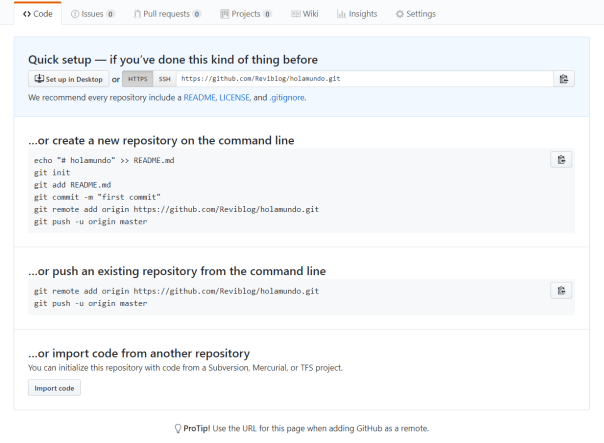 Code Issues 0 Pull requests 0 Projects 0 Wiki Insights Settings
Quick setup — if you've done this kind of thing before
Set up in Desktop or HTTPS SSH https://github.com/Reviblog/holamundo.git
We recommend every repository include a README, LICENSE, and .gitignore.
...or create a new repository on the command line
echo "# holamundo" >> README.md
git init
git add README.md
git commit -m "first commit"
git remote add origin https://github.com/Reviblog/holamundo.git
git push -u origin master
...or push an existing repository from the command line
git remote add origin https://github.com/Reviblog/holamundo.git
git push -u origin master
...or import code from another repository
You can initialize this repository with code from a Subversion, Mercurial, or TFS project.
Import code
ProTip! Use the URL for this page when adding GitHub as a remote.